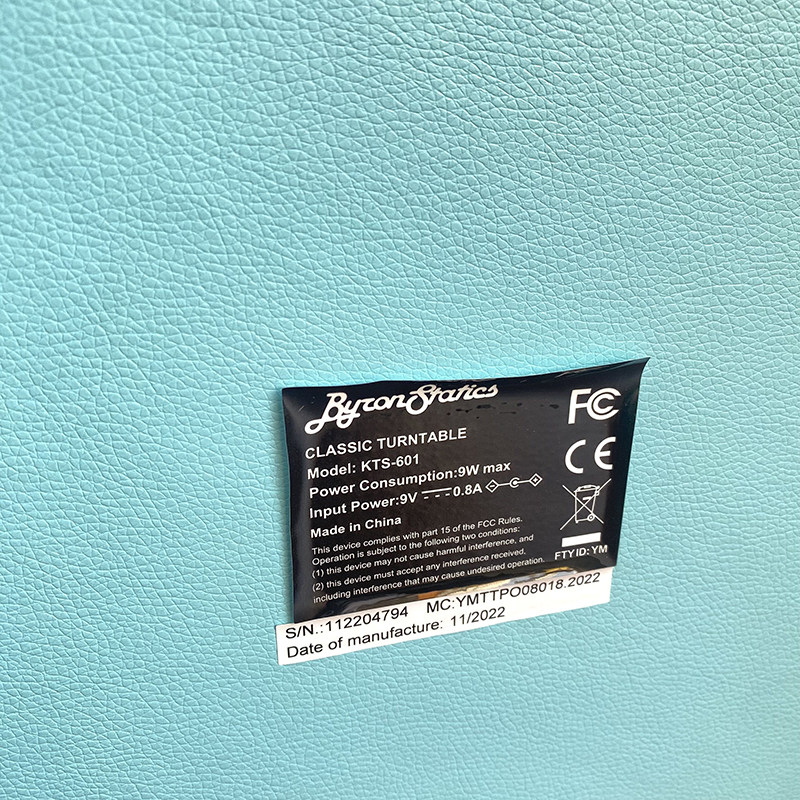 ByronStatics
CLASSIC TURNTABLE
Model: KTS-601
Power Consumption:9W max
Input Power:9V 0.8A
Made in China
This device complies with part 15 of the FCC Rules.
Operation is subject to the following two conditions:
(1) this device may not cause harmful interference, and
(2) this device must accept any interference received,
including interference that may cause undesired operation.
FC
CE
FTY ID: YM
S/N.:112204794 MC:YMTTPO08018.2022
Date of manufacture: 11/2022